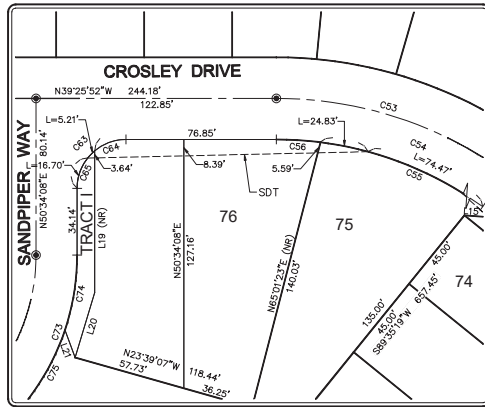 CROSLEY DRIVE
N39°25'52"W 244.18'
122.85'
C53
L=5.21'
76.85'
L=24.83'
C63
C64
C56
C54
L=74.47'
L=16.70'
C65
3.64'
8.39'
5.59'
C55
SDT
SANDPIPER WAY
N50°34'08"E 80.14'
34.14'
TRACT I
L19 (NR)
N50°34'08"E
127.16'
76
75
N65°01'23"E (NR)
140.03'
L15
45.00'
657.45'
74
135.00'
45.00'
S89°35'19"W
C74
L20
C73
L21
C75
N23°39'07"W 118.44'
57.73'
36.25'